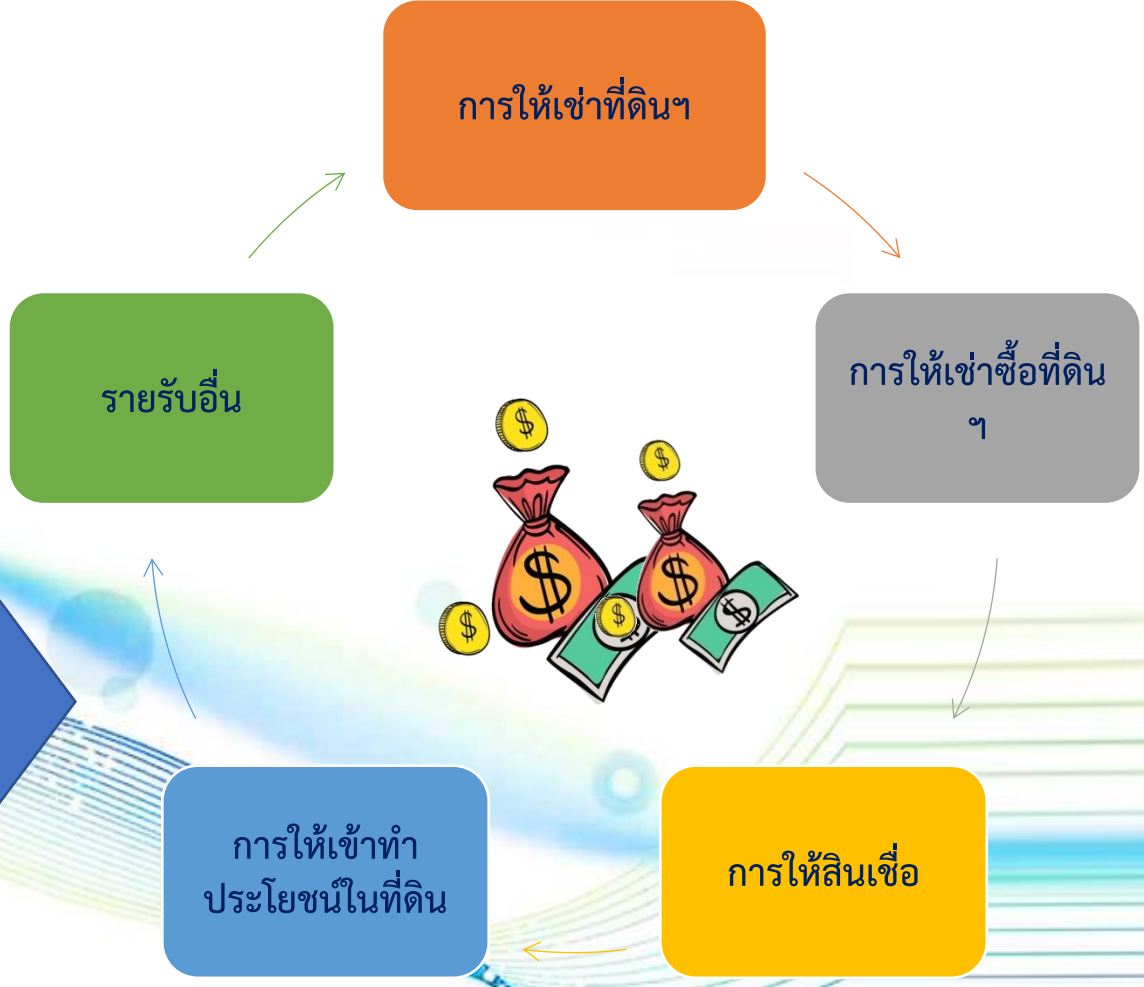 การให้เช่าที่ดินฯ
การให้เช่าซื้อที่ดิน
ฯ
การให้สินเชื่อ
การให้เข้าทำ
ประโยชน์ในที่ดิน
รายรับอื่น